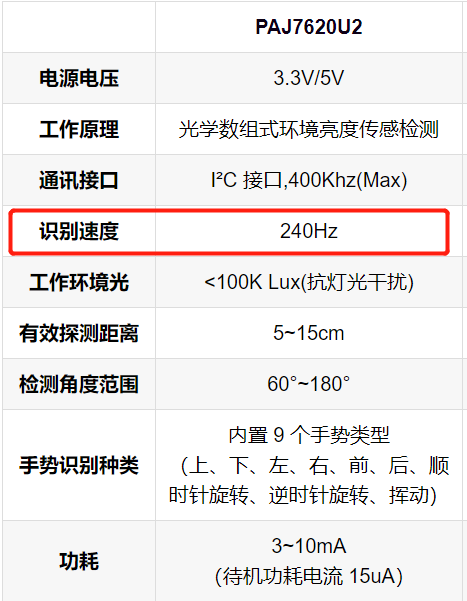 PAJ7620U2
电源电压 3.3V/5V
工作原理 光学数组式环境亮度传感检测
通讯接口 I²C 接口,400Khz(Max)
识别速度 240Hz
工作环境光 <100K Lux(抗灯光干扰)
有效探测距离 5~15cm
检测角度范围 60°~180°
手势识别种类 内置 9 个手势类型
（上、下、左、右、前、后、顺
时针旋转、逆时针旋转、挥动）
功耗 3~10mA
（待机功耗电流 15uA）